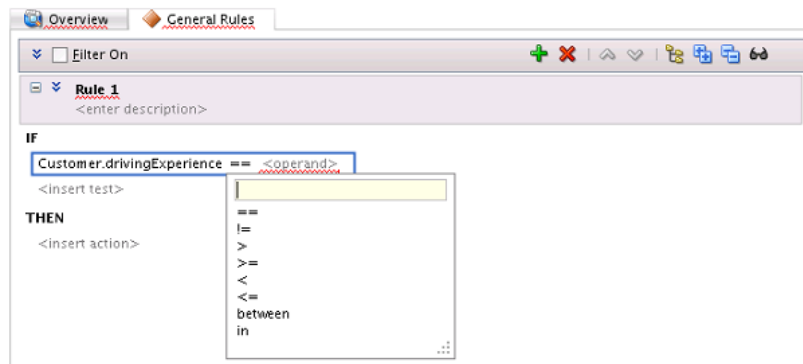 Overview General Rules
Filter On
Rule 1
<enter description>
IF
Customer.drivingExperience == <operand>
<insert test>
==
!=
>
>=
<
<=
between
in
THEN
<insert action>